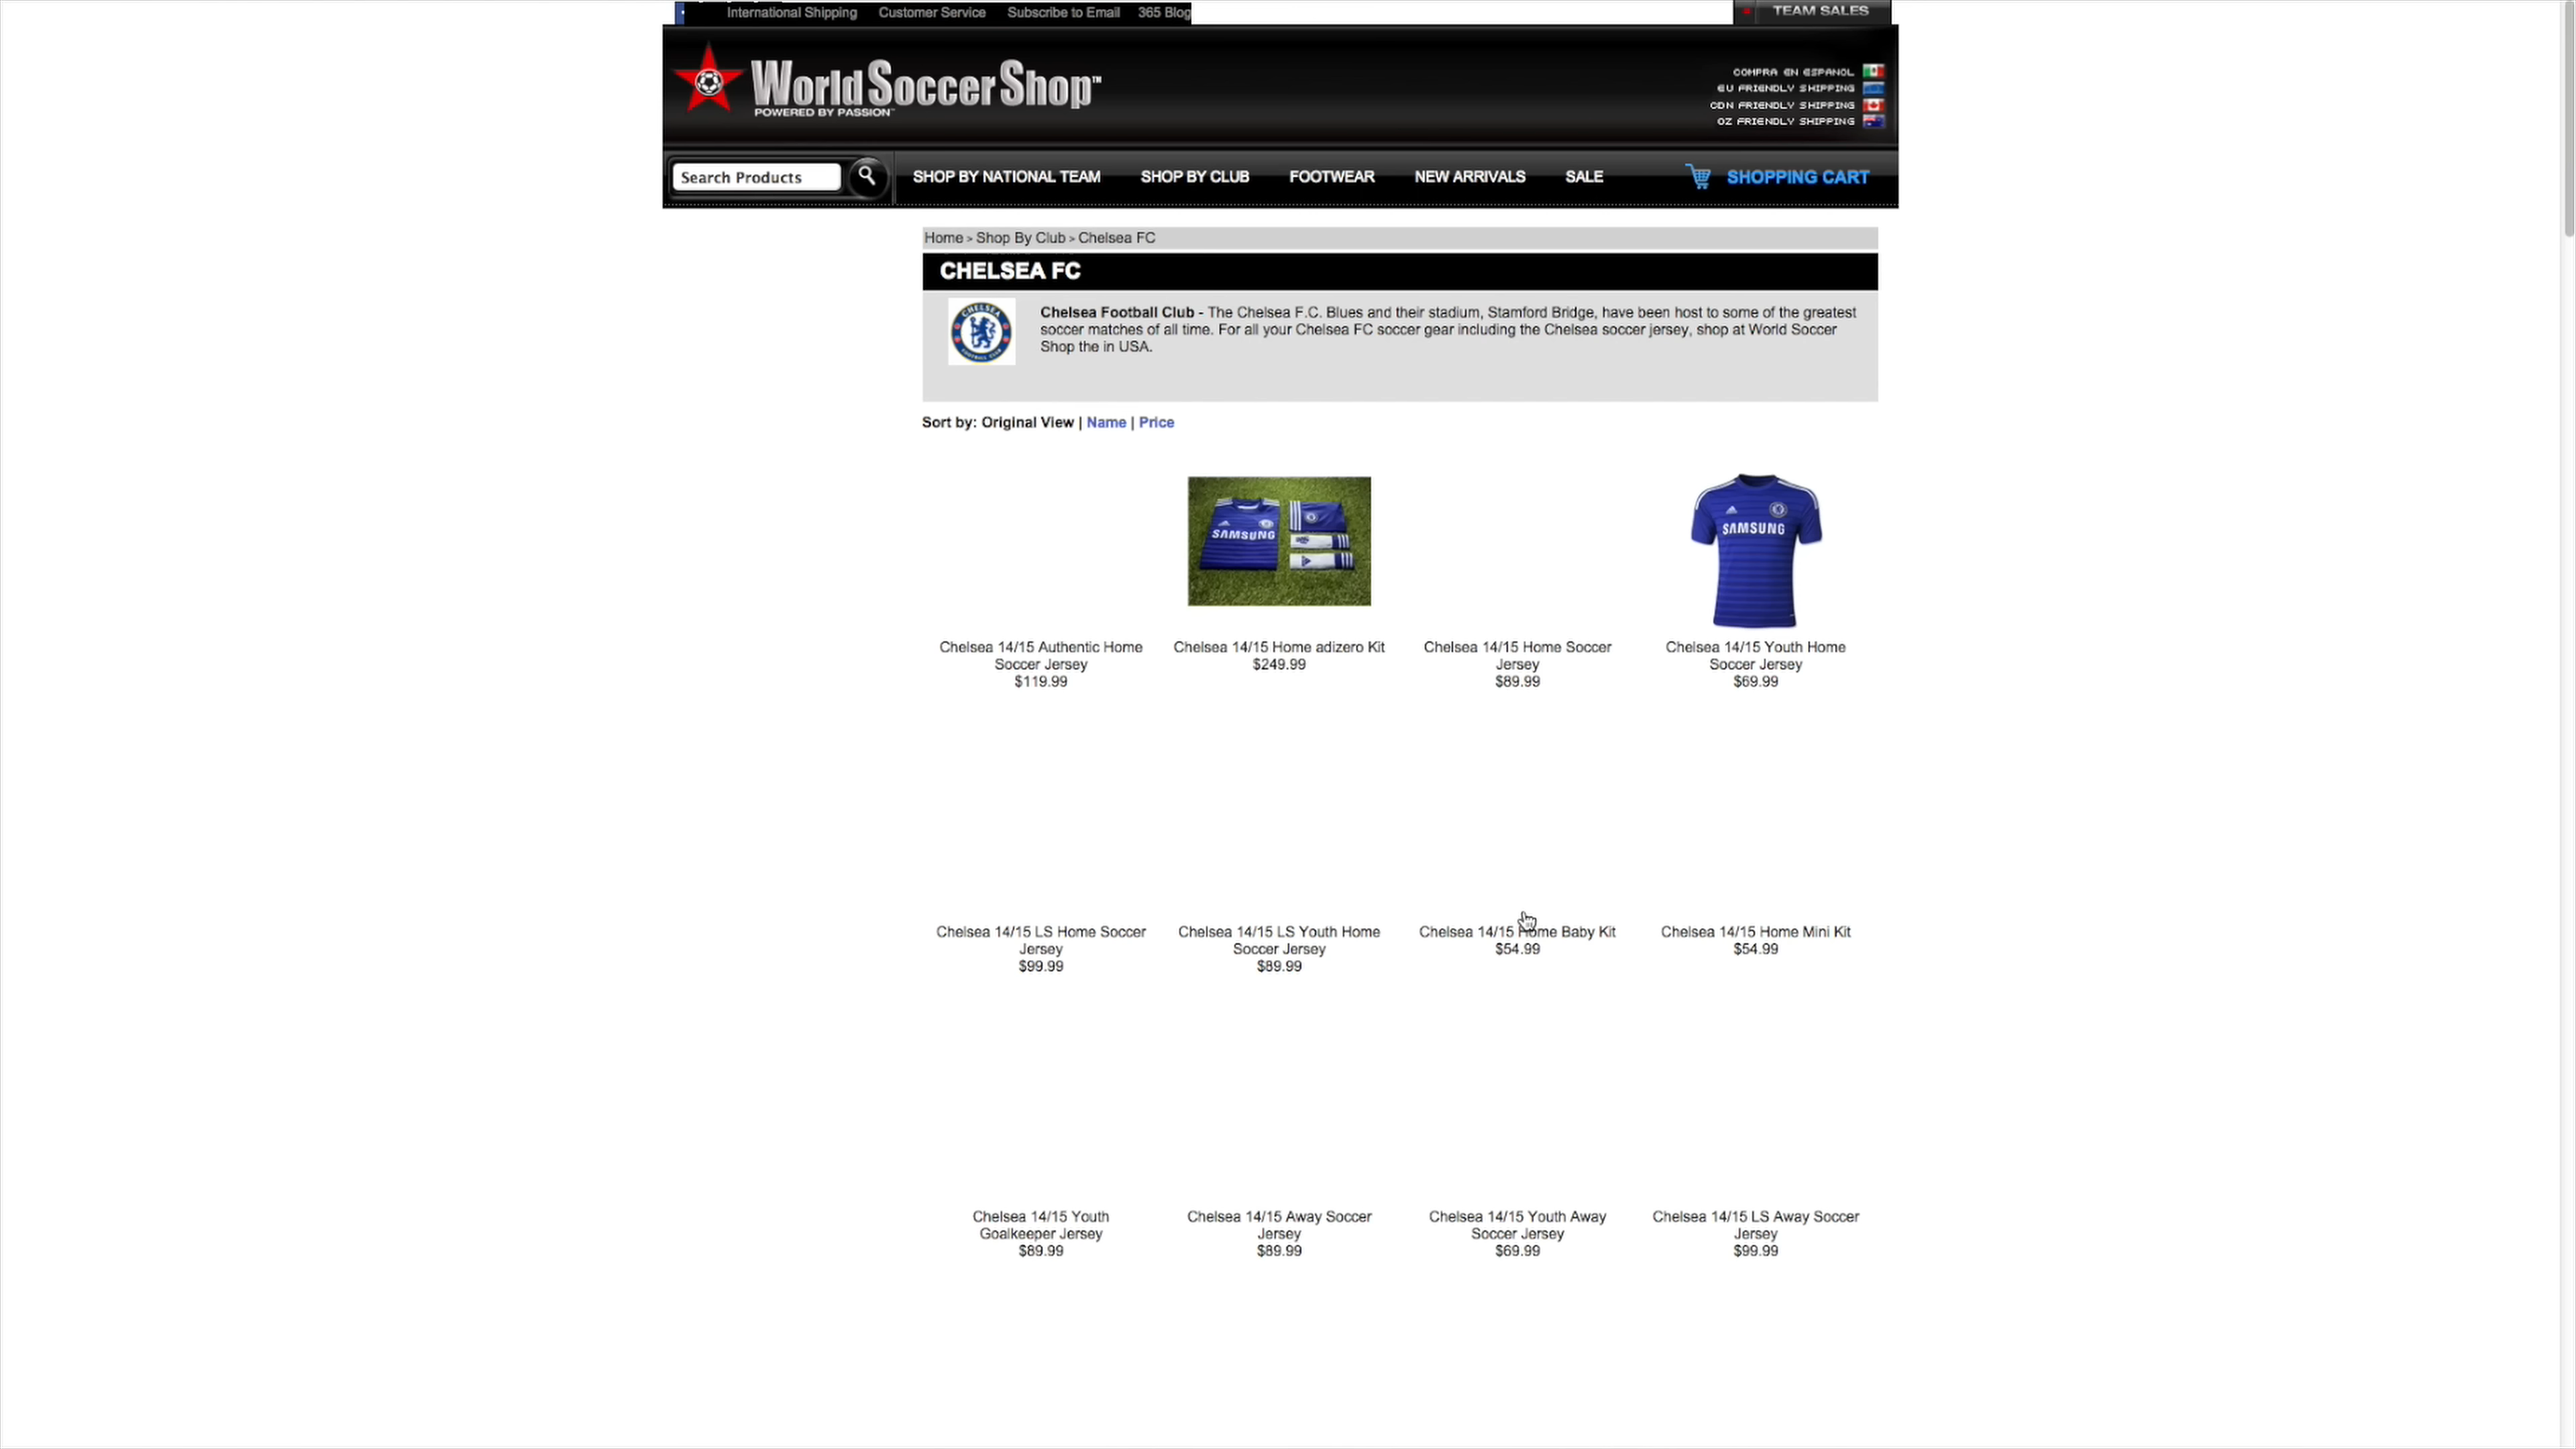 International Shipping Customer Service Subscribe to Email 365 Blog
TEAM SALES
WorldSoccerShop™
POWERED BY PASSION™
COMPRA EN ESPANOL
EU FRIENDLY SHIPPING
CDN FRIENDLY SHIPPING
OZ FRIENDLY SHIPPING
Search Products
SHOP BY NATIONAL TEAM SHOP BY CLUB FOOTWEAR NEW ARRIVALS SALE SHOPPING CART
Home > Shop By Club > Chelsea FC
CHELSEA FC
CHELSEA
FOOTBALL CLUB
Chelsea Football Club - The Chelsea F.C. Blues and their stadium, Stamford Bridge, have been host to some of the greatest
soccer matches of all time. For all your Chelsea FC soccer gear including the Chelsea soccer jersey, shop at World Soccer
Shop the in USA.
Sort by: Original View | Name | Price
SAMSUNG
SAMSUNG
Chelsea 14/15 Authentic Home
Soccer Jersey
$119.99
Chelsea 14/15 Home adizero Kit
$249.99
Chelsea 14/15 Home Soccer
Jersey
$89.99
Chelsea 14/15 Youth Home
Soccer Jersey
$69.99
Chelsea 14/15 LS Home Soccer
Jersey
$99.99
Chelsea 14/15 LS Youth Home
Soccer Jersey
$89.99
Chelsea 14/15 Home Baby Kit
$54.99
Chelsea 14/15 Home Mini Kit
$54.99
Chelsea 14/15 Youth
Goalkeeper Jersey
$89.99
Chelsea 14/15 Away Soccer
Jersey
$89.99
Chelsea 14/15 Youth Away
Soccer Jersey
$69.99
Chelsea 14/15 LS Away Soccer
Jersey
$99.99